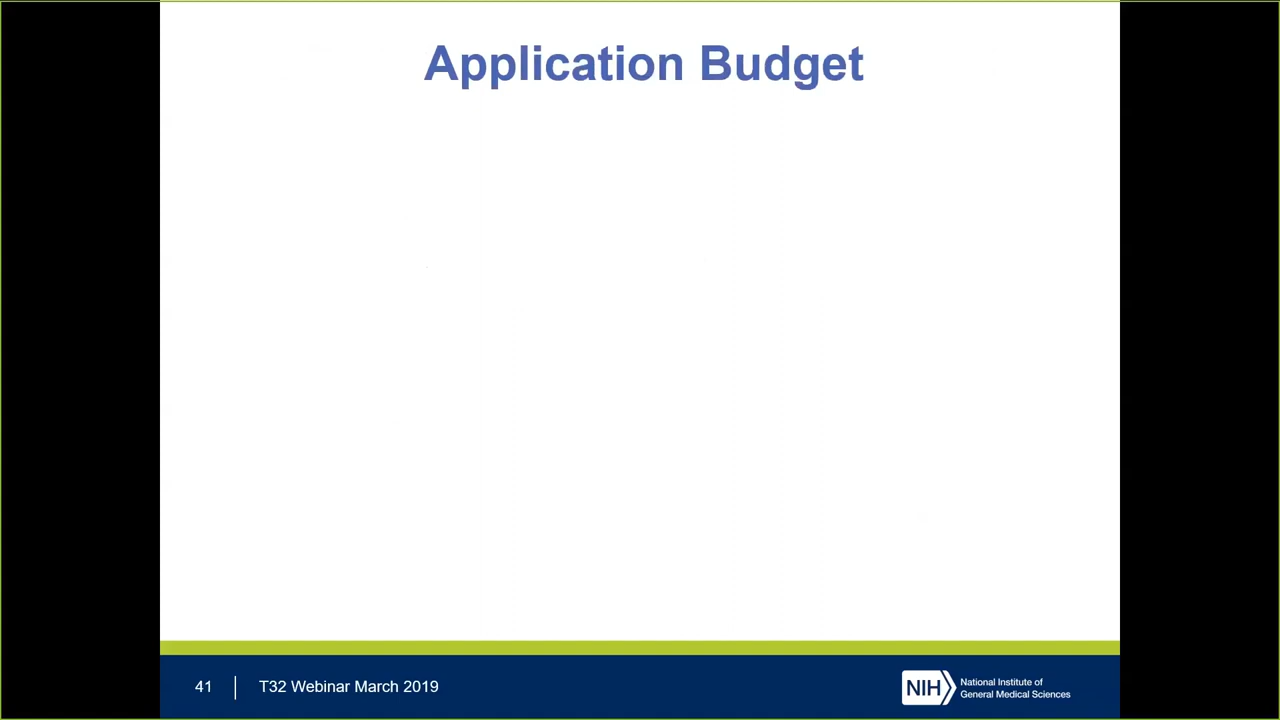 Application Budget
41
T32 Webinar March 2019
NIH
National Institute of
General Medical Sciences